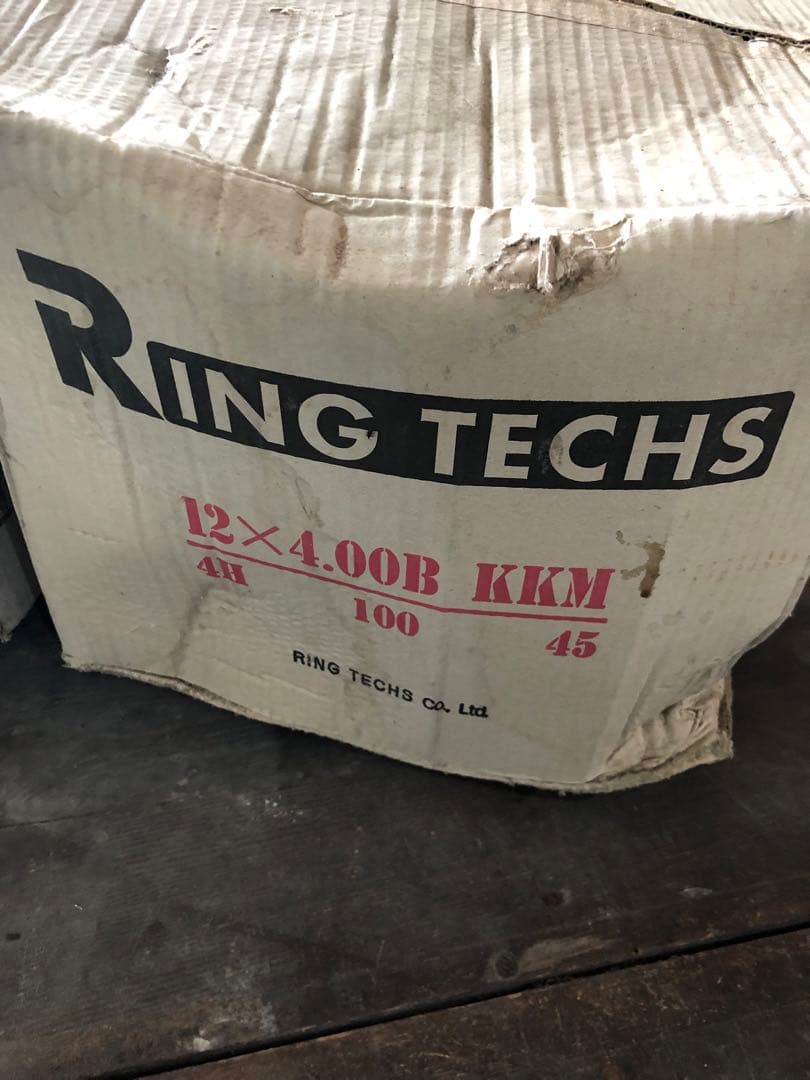 RING TECHS
12×4.00B KKM
4H 100 45
RING TECHS Co. Ltd.